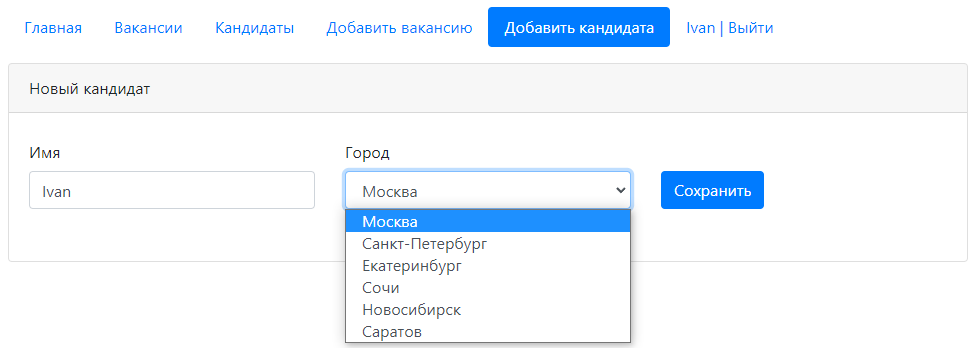 Главная Вакансии Кандидаты Добавить вакансию Добавить кандидата Ivan | Выйти
Новый кандидат
Имя Город
Ivan Москва Сохранить
Москва
Санкт-Петербург
Екатеринбург
Сочи
Новосибирск
Саратов